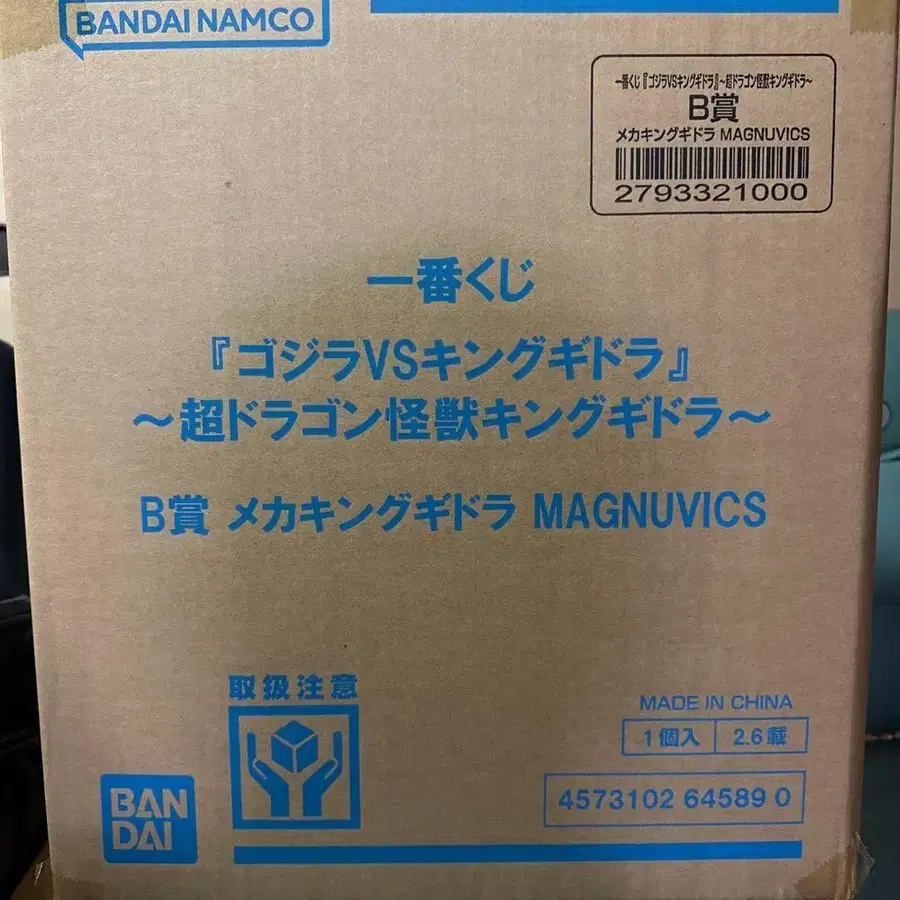 BANDAI NAMCO
一番くじ『ゴジラVSキングギドラ』～超ドラゴン怪獣キングギドラ～
B賞
メカキングギドラ MAGNUVICS
2793321000
一番くじ
『ゴジラVSキングギドラ』
～超ドラゴン怪獣キングギドラ～
B賞 メカキングギドラ MAGNUVICS
取扱注意
MADE IN CHINA
1個入 2.6載
4573102 64589 0
BAN
DAI